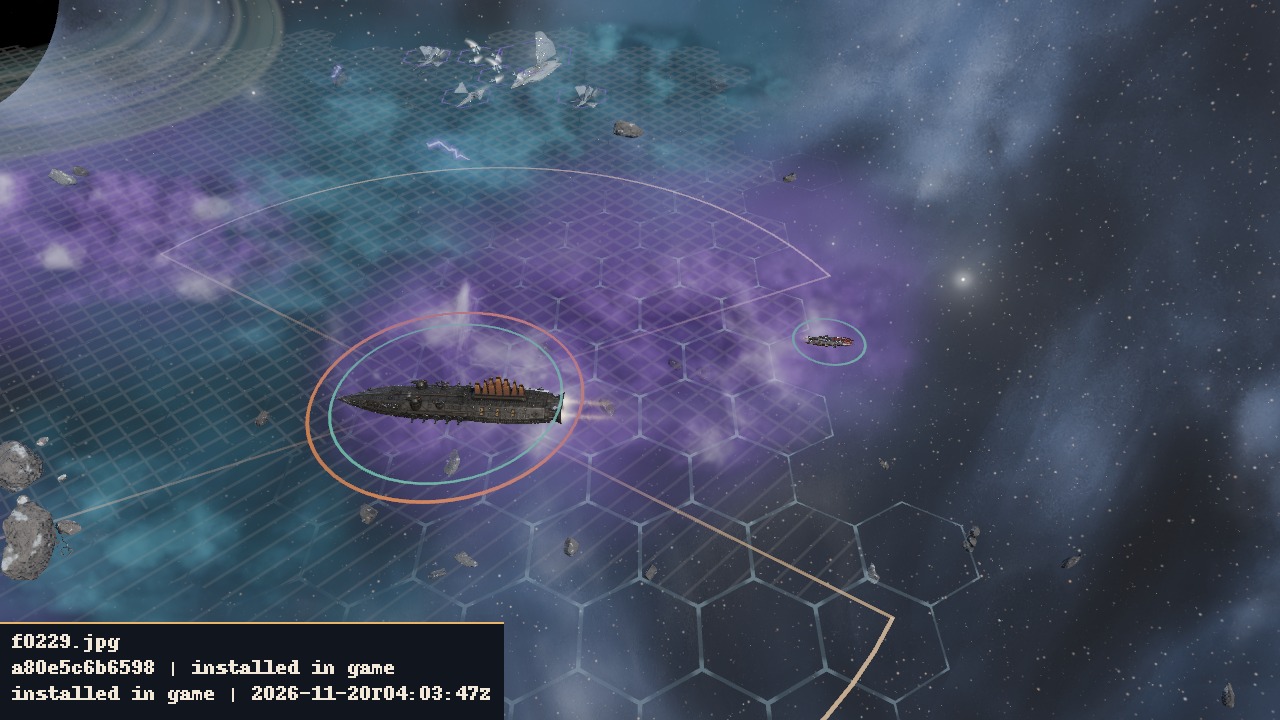 f0229.jpg
a80e5c6b6598 | installed in game
installed in game | 2026-11-20T04:03:47Z